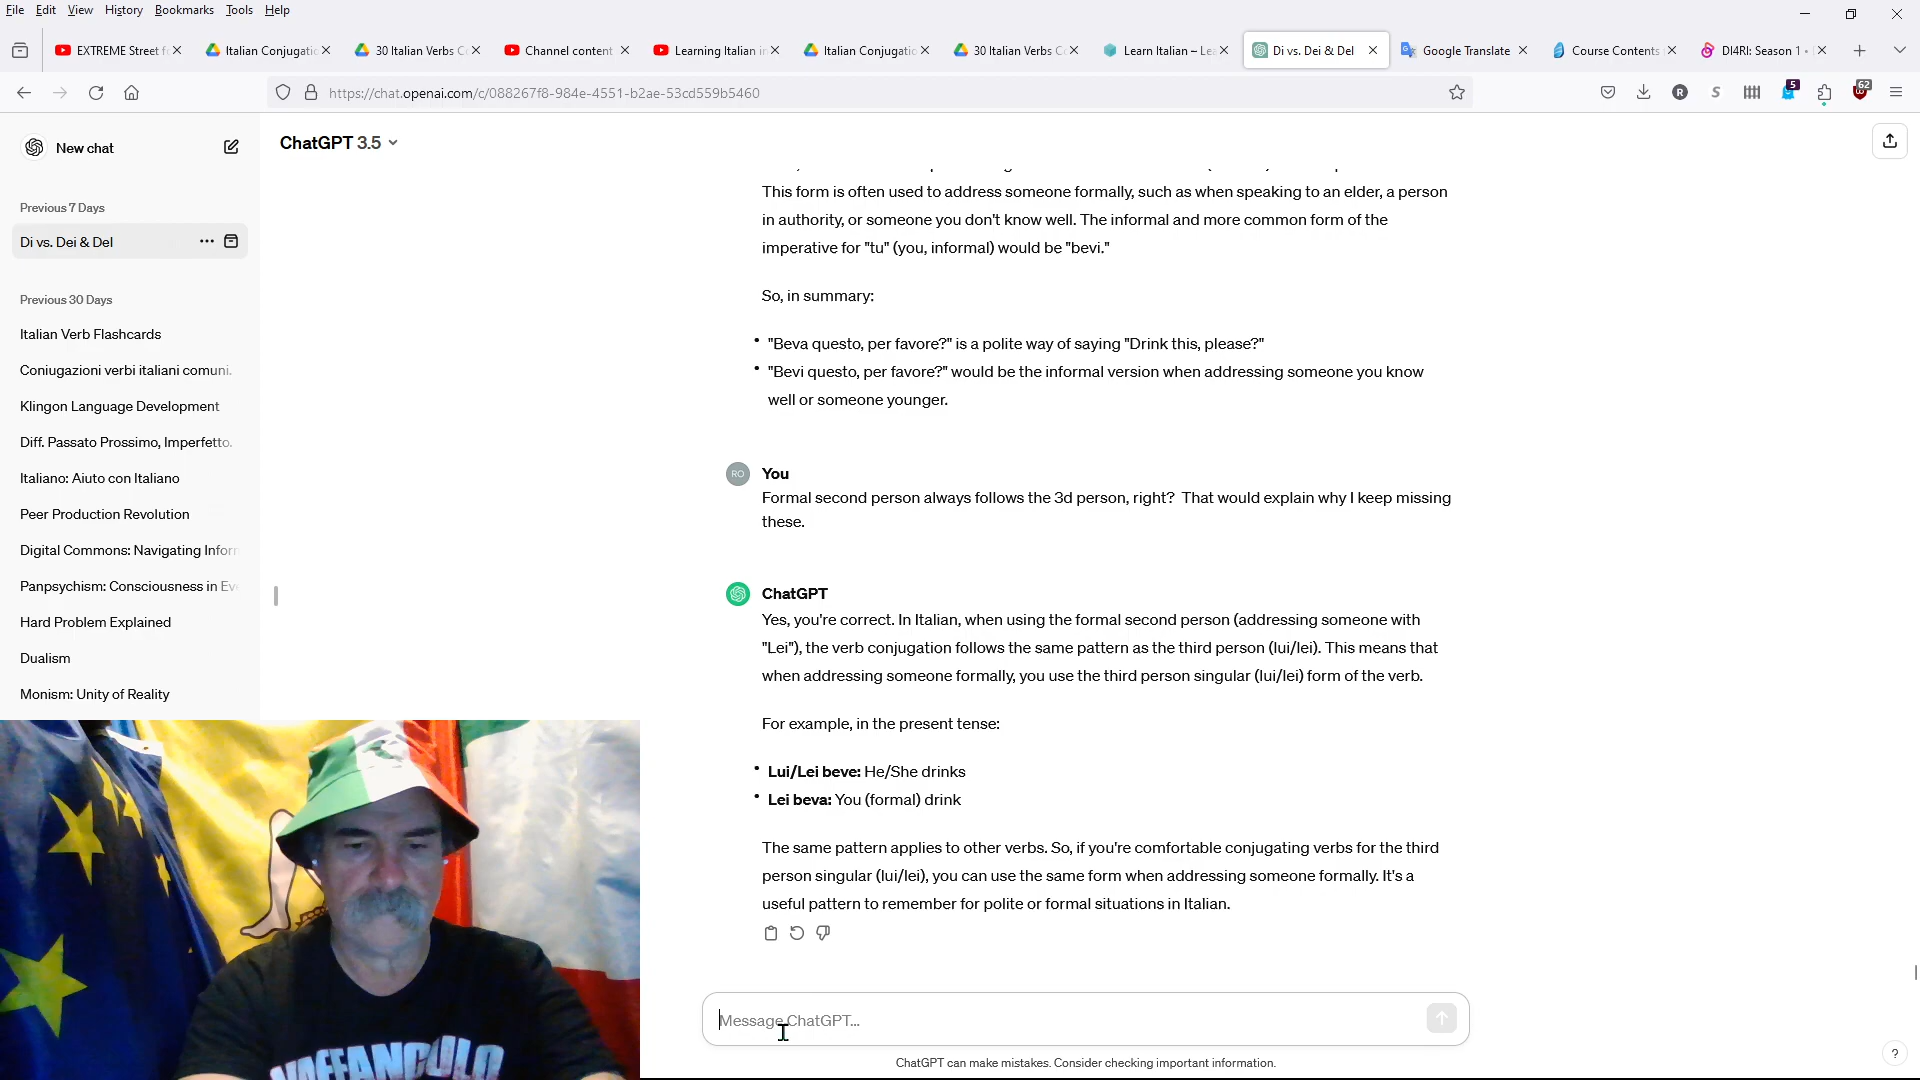 File Edit View History Bookmarks Tools Help
EXTREME Street f
Italian Conjugatio
30 Italian Verbs C
Channel content
Learning Italian in
Italian Conjugatio
30 Italian Verbs C
Learn Italian – Le
Di vs. Dei & Del
Google Translate
Course Contents
DI4RI: Season 1 •
https://chat.openai.com/c/088267f8-984e-4551-b2ae-53cd559b5460
R
S
5
62
New chat
Previous 7 Days
Di vs. Dei & Del
Previous 30 Days
Italian Verb Flashcards
Coniugazioni verbi italiani comuni.
Klingon Language Development
Diff. Passato Prossimo, Imperfetto.
Italiano: Aiuto con Italiano
Peer Production Revolution
Digital Commons: Navigating Inforr
Panpsychism: Consciousness in Eve
Hard Problem Explained
Dualism
Monism: Unity of Reality
ChatGPT 3.5
This form is often used to address someone formally, such as when speaking to an elder, a person
in authority, or someone you don't know well. The informal and more common form of the
imperative for "tu" (you, informal) would be "bevi."
So, in summary:
• "Beva questo, per favore?" is a polite way of saying "Drink this, please?"
• "Bevi questo, per favore?" would be the informal version when addressing someone you know
well or someone younger.
RO
You
Formal second person always follows the 3d person, right? That would explain why I keep missing
these.
ChatGPT
Yes, you're correct. In Italian, when using the formal second person (addressing someone with
"Lei"), the verb conjugation follows the same pattern as the third person (lui/lei). This means that
when addressing someone formally, you use the third person singular (lui/lei) form of the verb.
For example, in the present tense:
• Lui/Lei beve: He/She drinks
• Lei beva: You (formal) drink
The same pattern applies to other verbs. So, if you're comfortable conjugating verbs for the third
person singular (lui/lei), you can use the same form when addressing someone formally. It's a
useful pattern to remember for polite or formal situations in Italian.
Message ChatGPT...
ChatGPT can make mistakes. Consider checking important information.
?
VAFFANCULO